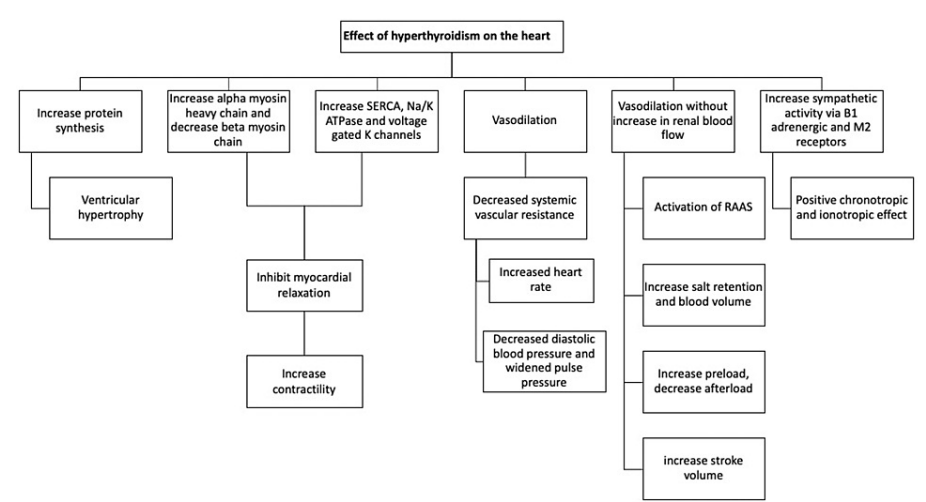 Effect of hyperthyroidism on the heart
Increase protein
synthesis
Increase alpha myosin
heavy chain and
decrease beta myosin
chain
Increase SERCA, Na/K
ATPase and voltage
gated K channels
Vasodilation
Vasodilation without
increase in renal blood
flow
Increase sympathetic
activity via B1
adrenergic and M2
receptors
Ventricular
hypertrophy
Decreased systemic
vascular resistance
Activation of RAAS
Positive chronotropic
and ionotropic effect
Inhibit myocardial
relaxation
Increased heart
rate
Increase salt retention
and blood volume
Decreased diastolic
blood pressure and
widened pulse
pressure
Increase
contractility
Increase preload,
decrease afterload
increase stroke
volume